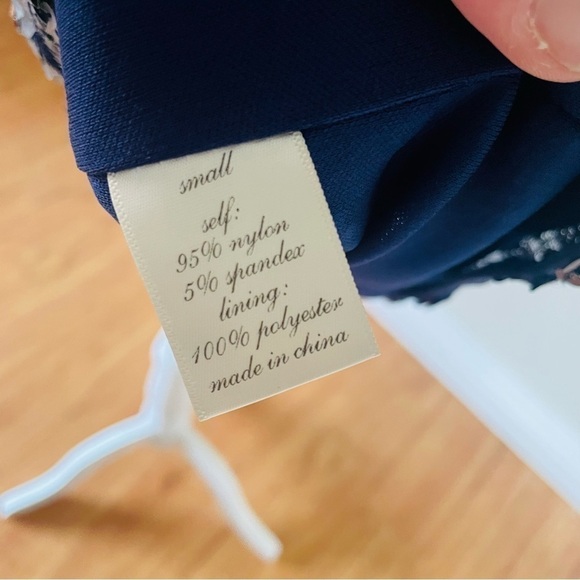 small
self:
95% nylon
5% spandex
lining:
100% polyester
made in china